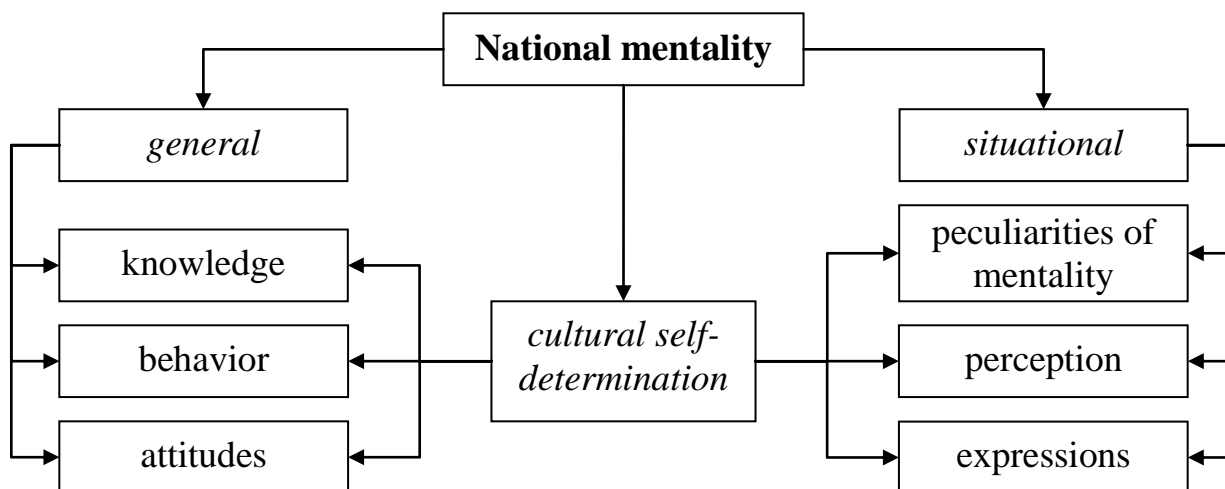 National mentality
general
situational
knowledge
peculiarities of
mentality
behavior
cultural self-
determination
perception
attitudes
expressions